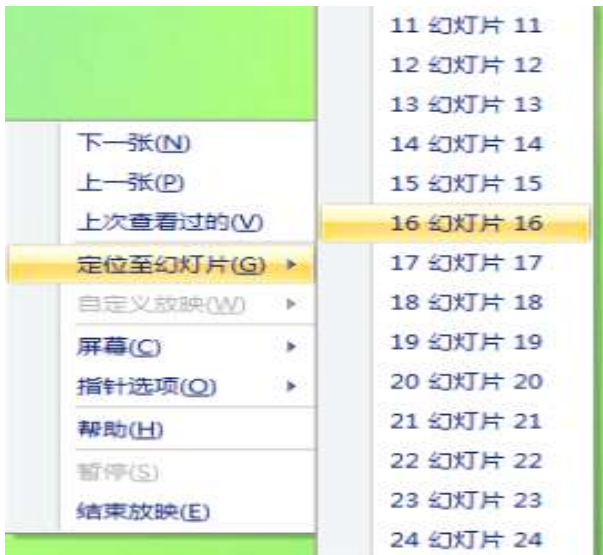 下一张(N)
上一张(P)
上次查看过的(V)
定位至幻灯片(G)
自定义放映(W)
屏幕(C)
指针选项(O)
帮助(H)
暂停(S)
结束放映(E)
11 幻灯片 11
12 幻灯片 12
13 幻灯片 13
14 幻灯片 14
15 幻灯片 15
16 幻灯片 16
17 幻灯片 17
18 幻灯片 18
19 幻灯片 19
20 幻灯片 20
21 幻灯片 21
22 幻灯片 22
23 幻灯片 23
24 幻灯片 24